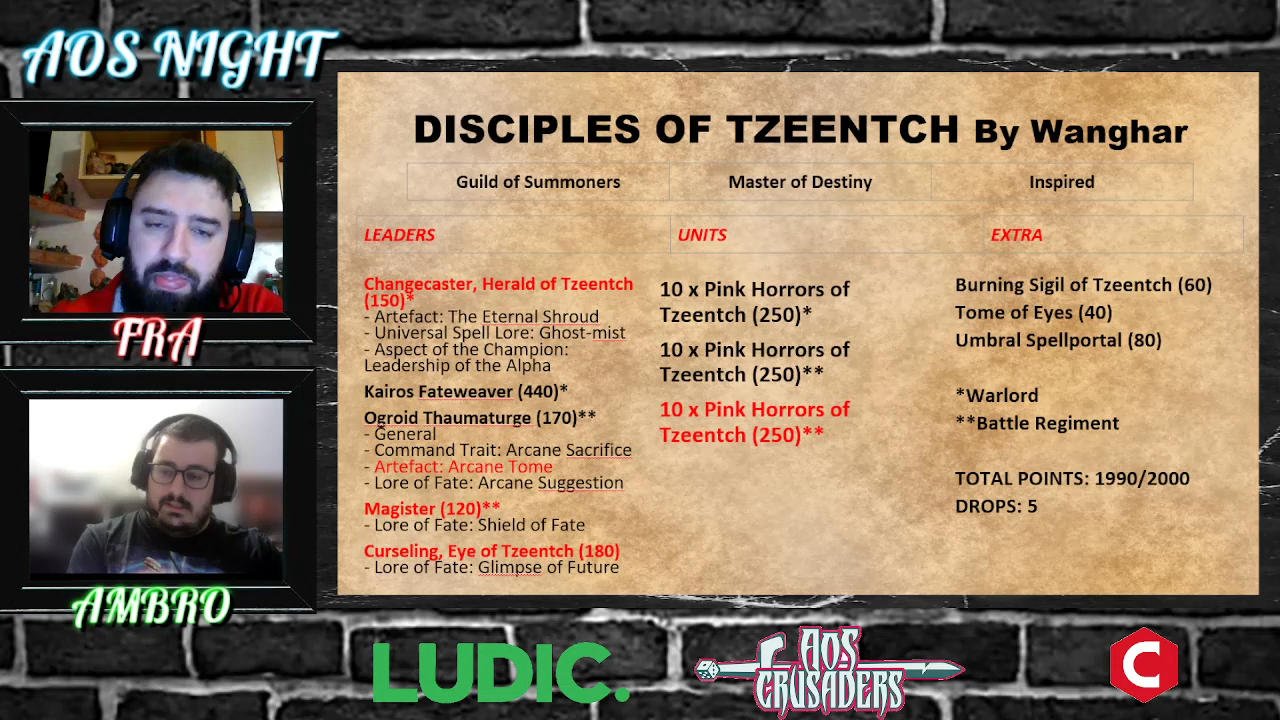 AOS NIGHT
FRA
AMBRO
DISCIPLES OF TZEENTCH By Wanghar
Guild of Summoners
Master of Destiny
Inspired
LEADERS
UNITS
EXTRA
Changecaster, Herald of Tzeentch
(150)*
- Artefact: The Eternal Shroud
- Universal Spell Lore: Ghost-mist
- Aspect of the Champion:
Leadership of the Alpha
Kairos Fateweaver (440)*
Ogroid Thaumaturge (170)**
- General
- Command Trait: Arcane Sacrifice
- Artefact: Arcane Tome
- Lore of Fate: Arcane Suggestion
Magister (120)**
- Lore of Fate: Shield of Fate
Curseling, Eye of Tzeentch (180)
- Lore of Fate: Glimpse of Future
10 x Pink Horrors of
Tzeentch (250)*
10 x Pink Horrors of
Tzeentch (250)**
10 x Pink Horrors of
Tzeentch (250)**
Burning Sigil of Tzeentch (60)
Tome of Eyes (40)
Umbral Spellportal (80)
*Warlord
**Battle Regiment
TOTAL POINTS: 1990/2000
DROPS: 5
LUDIC.
AOS
CRUSADERS
C